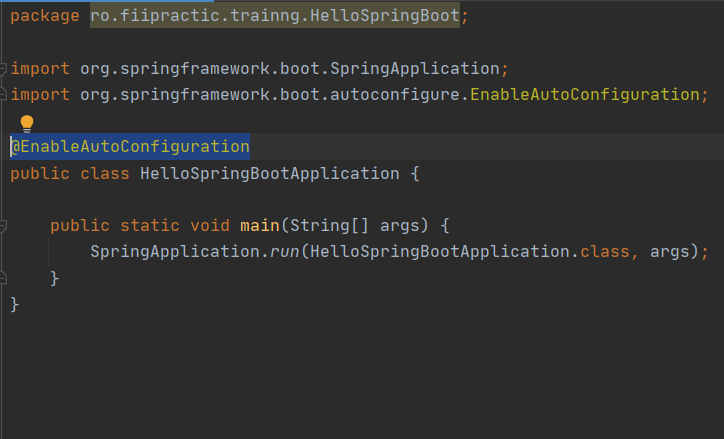 package ro.fiipractic.trainng.HelloSpringBoot;
import org.springframework.boot.SpringApplication;
import org.springframework.boot.autoconfigure.EnableAutoConfiguration;
@EnableAutoConfiguration
public class HelloSpringBootApplication {
public static void main(String[] args) {
SpringApplication.run(HelloSpringBootApplication.class, args);
}
}